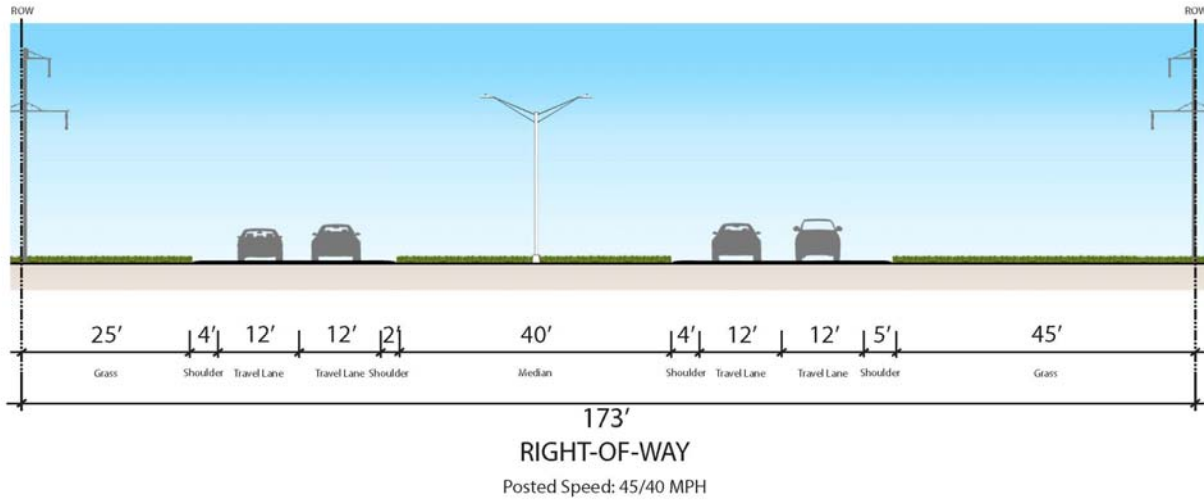 ROW ROW
25' 4' 12' 12' 2' 40' 4' 12' 12' 5' 45'
Grass Shoulder Travel Lane Travel Lane Shoulder Median Shoulder Travel Lane Travel Lane Shoulder Grass
173'
RIGHT-OF-WAY
Posted Speed: 45/40 MPH